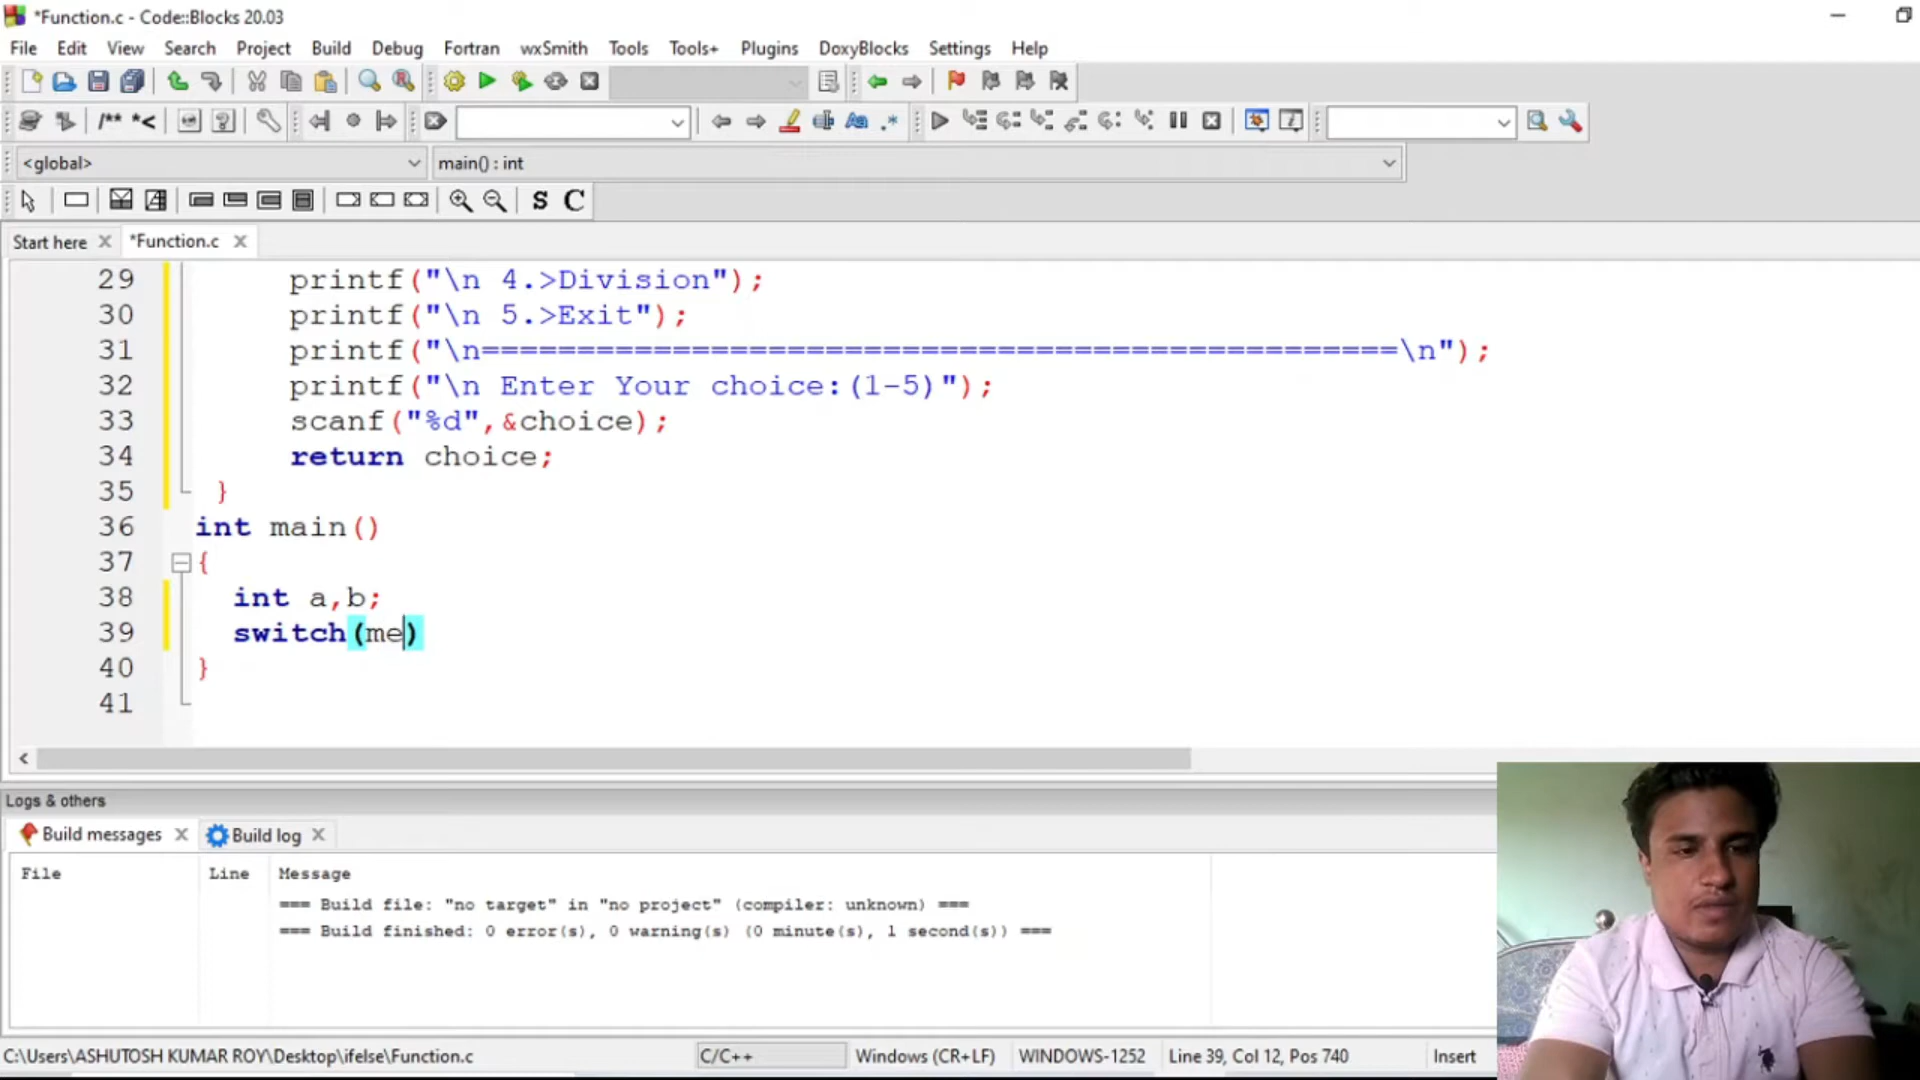 *Function.c - Code::Blocks 20.03
File Edit View Search Project Build Debug Fortran wxSmith Tools Tools+ Plugins DoxyBlocks Settings Help
/** *<
<global> main() : int
S C
Start here *Function.c
29 printf("\n 4.>Division");
30 printf("\n 5.>Exit");
31 printf("\n================================================\n");
32 printf("\n Enter Your choice:(1-5)");
33 scanf("%d",&choice);
34 return choice;
35 }
36 int main()
37 {
38 int a,b;
39 switch(me)
40 }
41
Logs & others
Build messages Build log
File Line Message
=== Build file: "no target" in "no project" (compiler: unknown) ===
=== Build finished: 0 error(s), 0 warning(s) (0 minute(s), 1 second(s)) ===
C:\Users\ASHUTOSH KUMAR ROY\Desktop\ifelse\Function.c C/C++ Windows (CR+LF) WINDOWS-1252 Line 39, Col 12, Pos 740 Insert